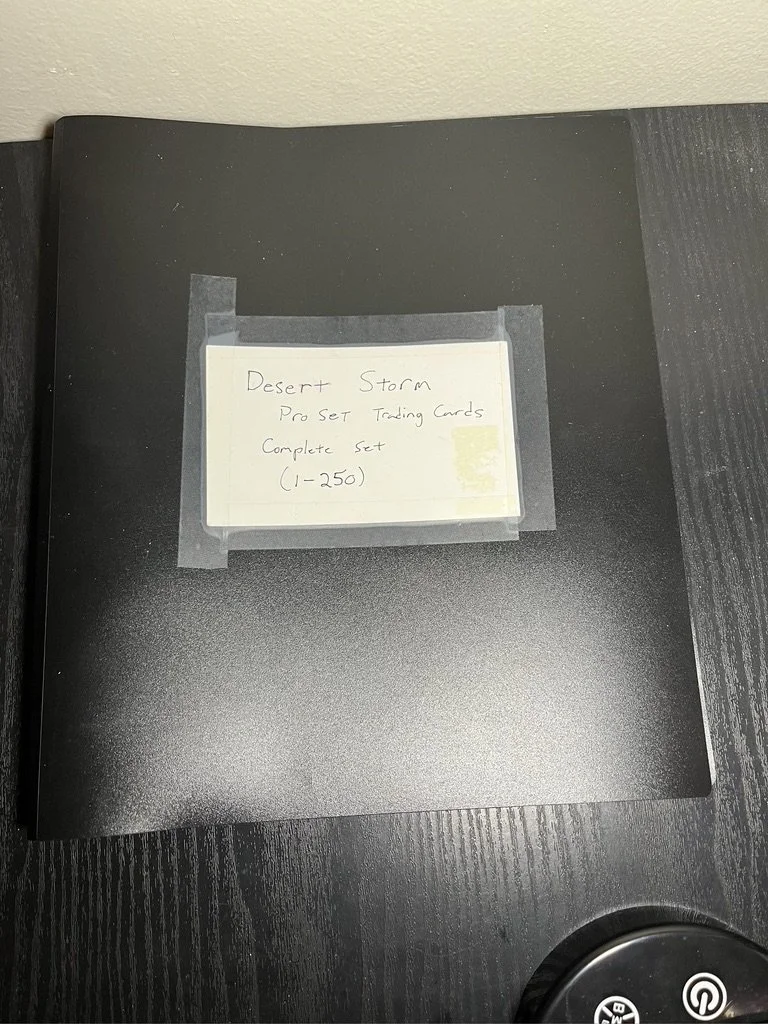 Desert Storm
Pro Set Trading Cards
Complete Set
(1-250)